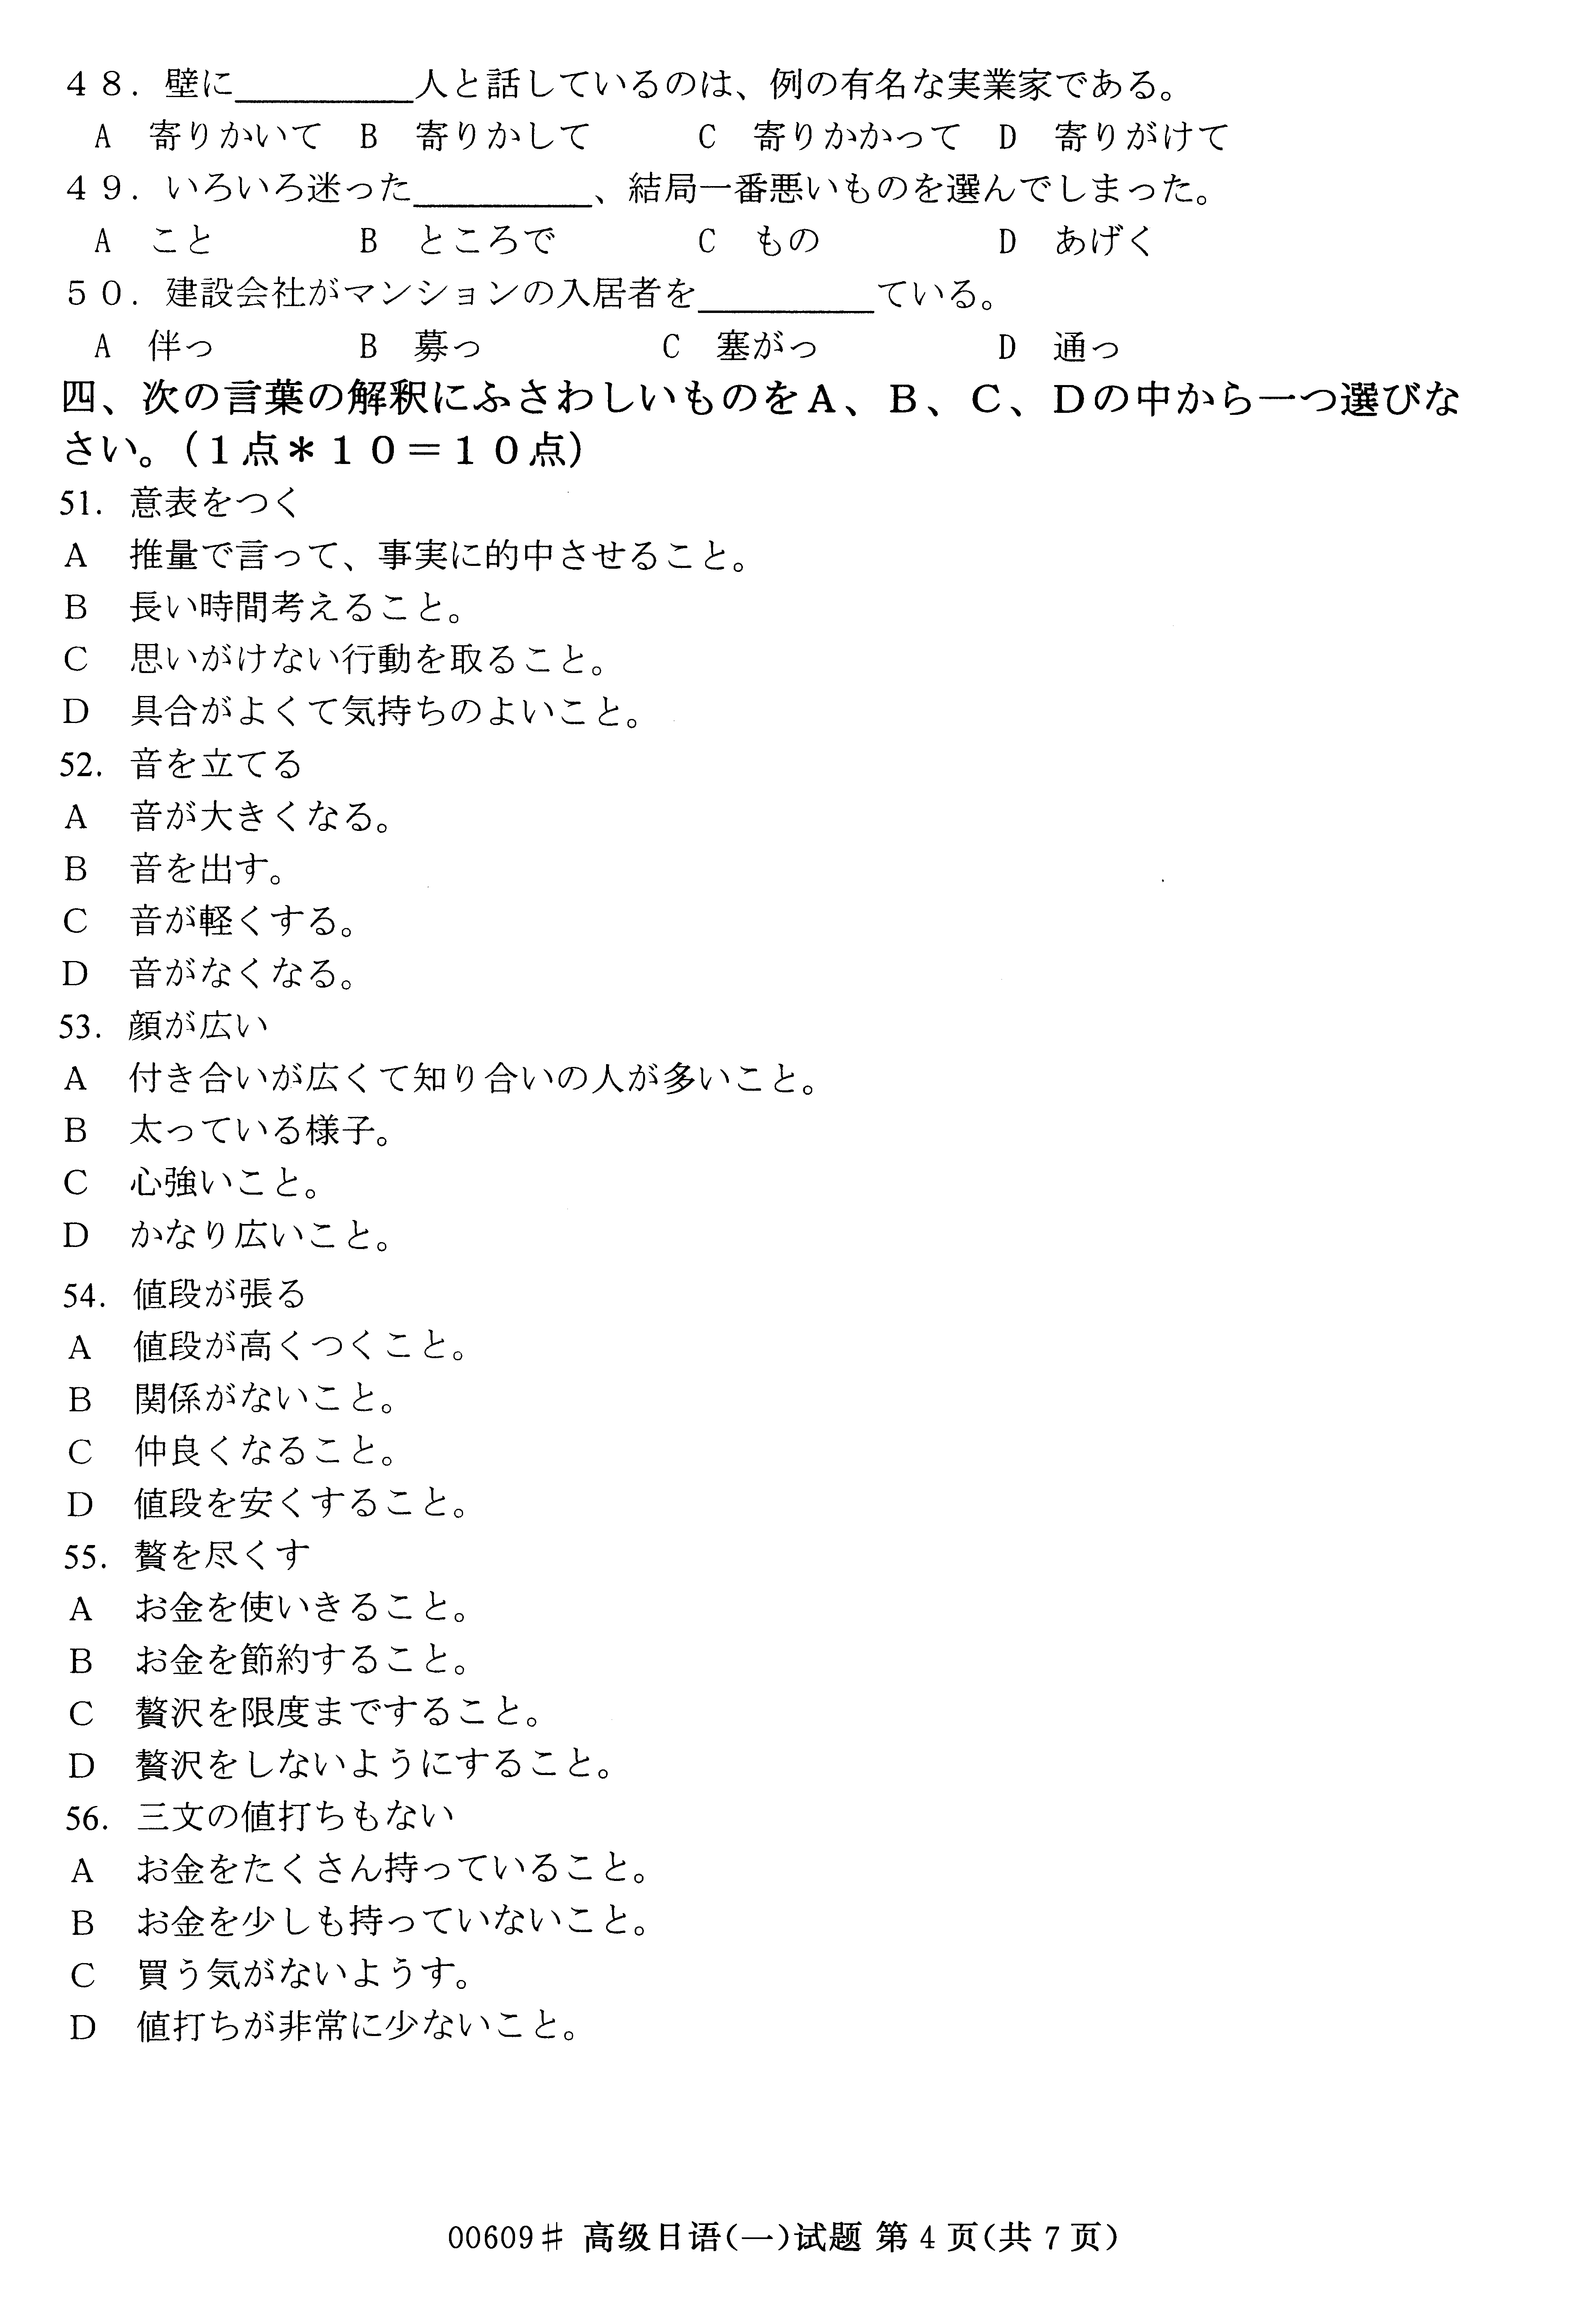 ４８．壁に__________人と話しているのは、例の有名な実業家である。
A 寄りかいて B 寄りかして C 寄りかかって D 寄りがけて
４９．いろいろ迷った__________、結局一番悪いものを選んでしまった。
A こと B ところで C もの D あげく
５０．建設会社がマンションの入居者を__________ている。
A 伴っ B 募っ C 塞がっ D 通っ
四、次の言葉の解釈にふさわしいものをＡ、Ｂ、Ｃ、Ｄの中から一つ選びな
さい。（１点＊１０＝１０点）
51. 意表をつく
A 推量で言って、事実に的中させること。
B 長い時間考えること。
C 思いがけない行動を取ること。
D 具合がよくて気持ちのよいこと。
52. 音を立てる
A 音が大きくなる。
B 音を出す。
C 音が軽くする。
D 音がなくなる。
53. 顔が広い
A 付き合いが広くて知り合いの人が多いこと。
B 太っている様子。
C 心強いこと。
D かなり広いこと。
54. 値段が張る
A 値段が高くつくこと。
B 関係がないこと。
C 仲良くなること。
D 値段を安くすること。
55. 贅を尽くす
A お金を使いきること。
B お金を節約すること。
C 贅沢を限度まですること。
D 贅沢をしないようにすること。
56. 三文の値打ちもない
A お金をたくさん持っていること。
B お金を少しも持っていないこと。
C 買う気がないようす。
D 値打ちが非常に少ないこと。
00609＃ 高级日语（一）试题 第 4 页（共 7 页）